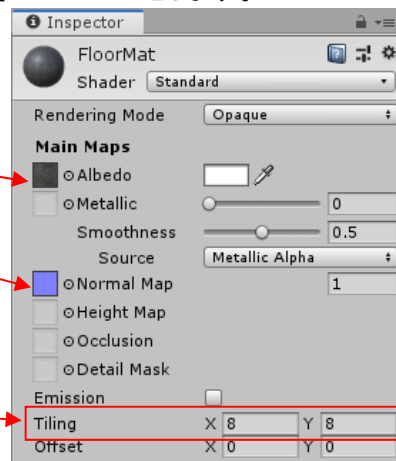 Inspector
FloorMat
Shader Standard
Rendering Mode Opaque
Main Maps
Albedo
Metallic 0
Smoothness 0.5
Source Metallic Alpha
Normal Map 1
Height Map
Occlusion
Detail Mask
Emission
Tiling X 8 Y 8
Offset X 0 Y 0